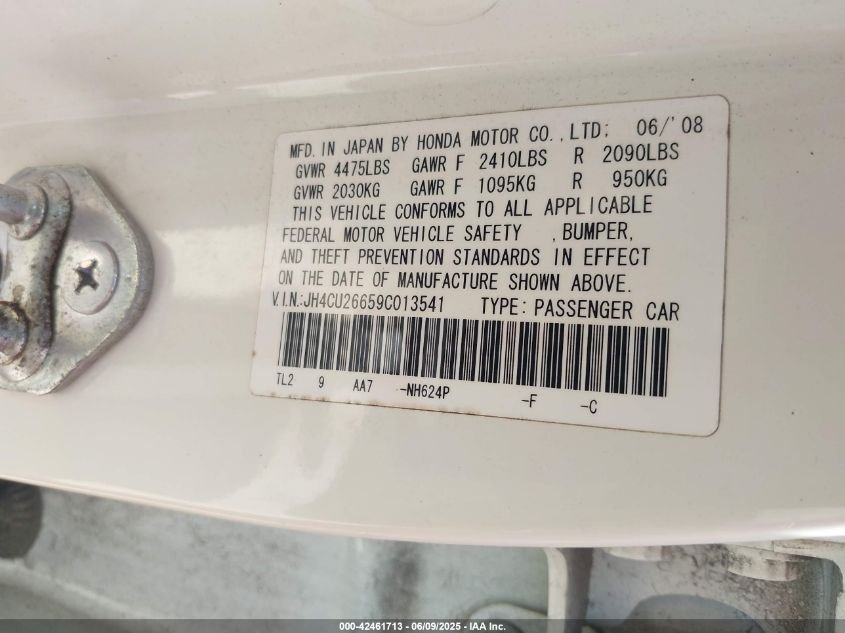 MFD. IN JAPAN BY HONDA MOTOR CO., LTD; 06/'08
GVWR 4475LBS GAWR F 2410LBS R 2090LBS
GVWR 2030KG GAWR F 1095KG R 950KG
THIS VEHICLE CONFORMS TO ALL APPLICABLE
FEDERAL MOTOR VEHICLE SAFETY , BUMPER,
AND THEFT PREVENTION STANDARDS IN EFFECT
ON THE DATE OF MANUFACTURE SHOWN ABOVE.
V.I.N.:JH4CU26659C013541 TYPE: PASSENGER CAR
TL2 9 AA7 -NH624P -F -C
000-42461713 - 06/09/2025 - IAA Inc.